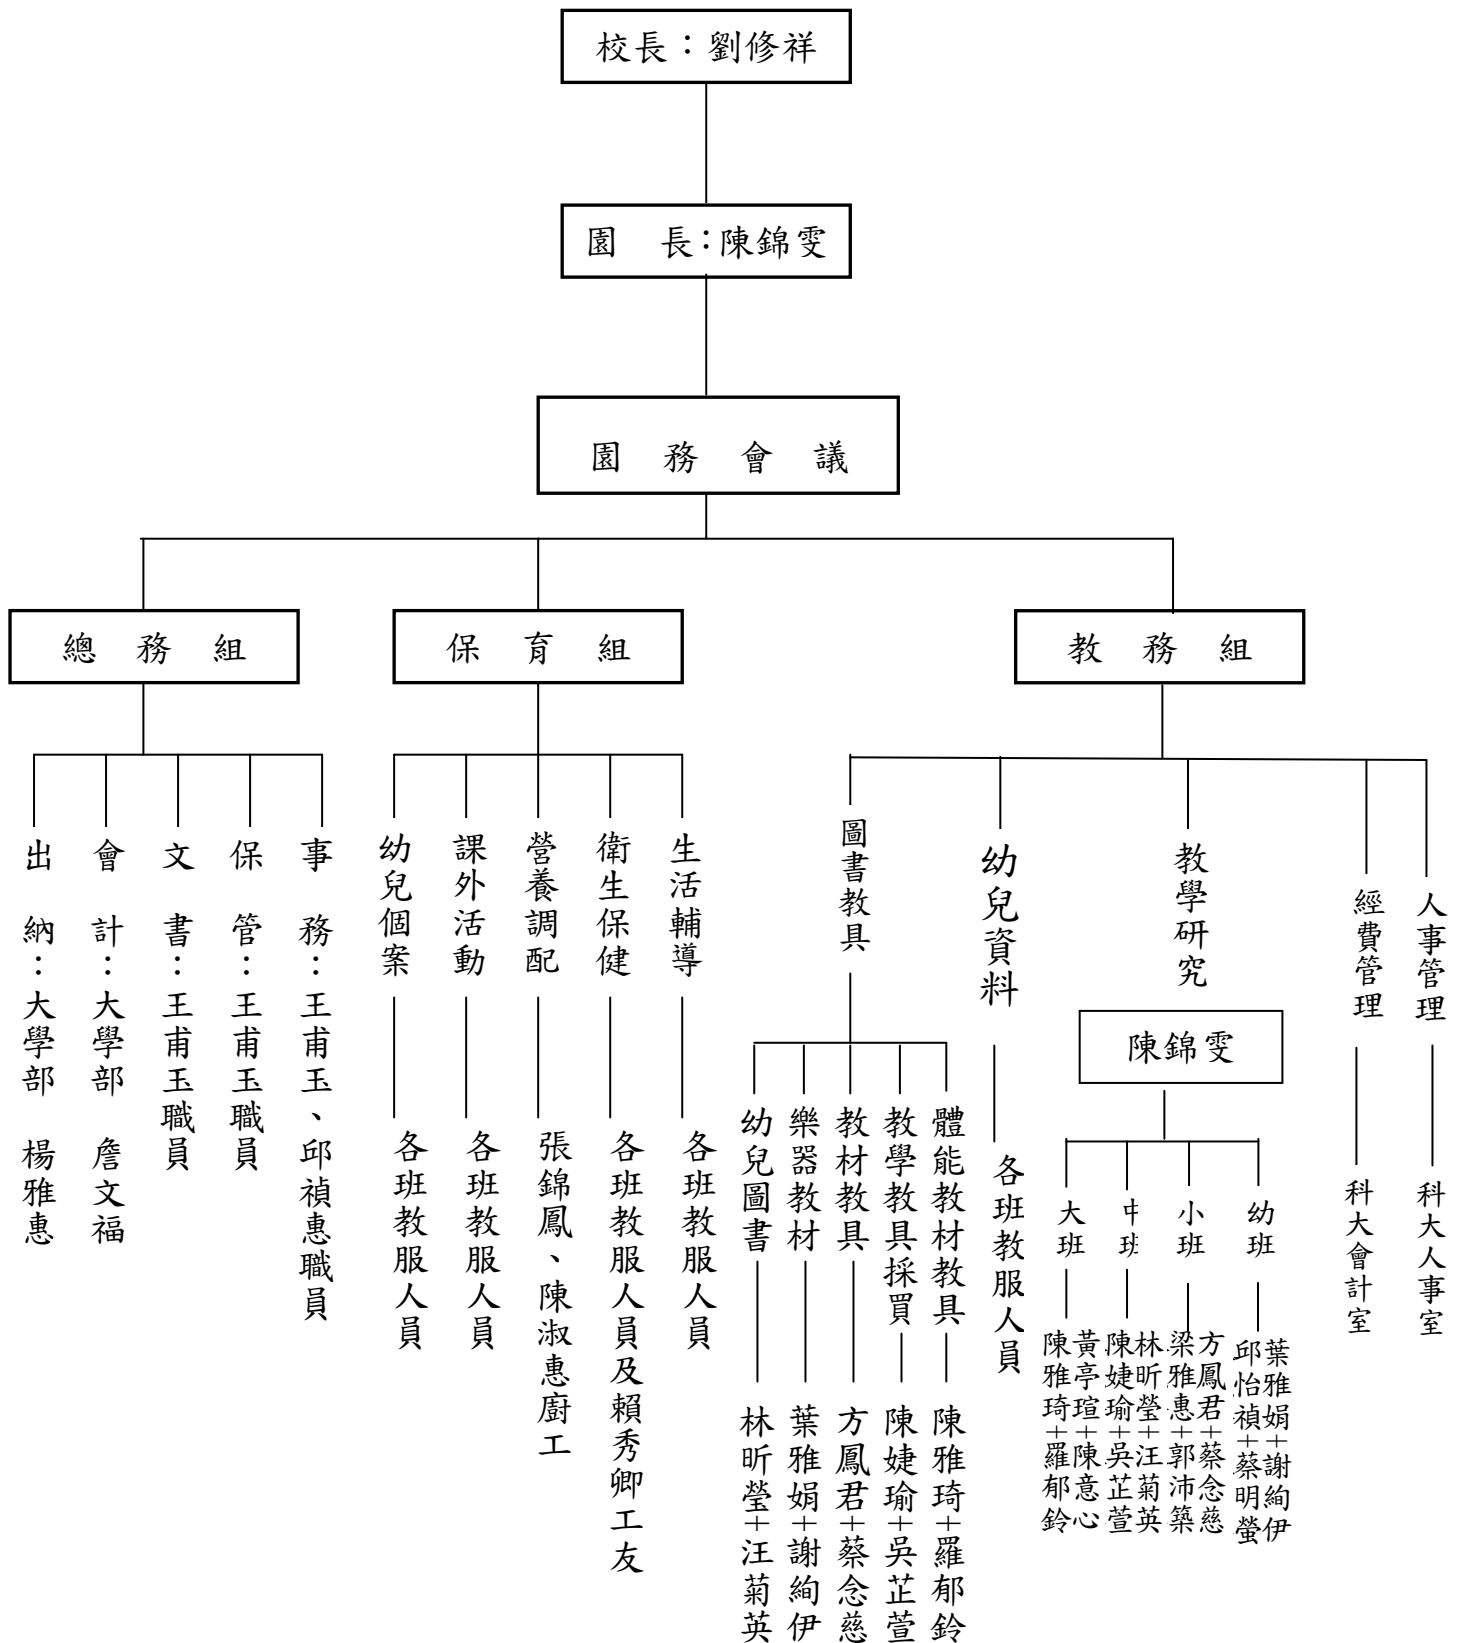 校長：劉修祥
園　長：陳錦雯
園　務　會　議
總　務　組
保　育　組
教　務　組
出　納：大學部　楊雅惠
會　計：大學部　詹文福
文　書：王甫玉職員
保　管：王甫玉職員
事　務：王甫玉、邱禎惠職員
幼兒個案
各班教服人員
課外活動
各班教服人員
營養調配
張錦鳳、陳淑惠廚工
衛生保健
各班教服人員及賴秀卿工友
生活輔導
各班教服人員
圖書教具
幼兒圖書
林昕瑩+汪菊英
樂器教材
葉雅娟+謝絢伊
教材教具
方鳳君+蔡念慈
教學教具採買
陳婕瑜+吳芷萱
體能教材教具
陳雅琦+羅郁鈴
幼兒資料
各班教服人員
教學研究
陳錦雯
大班
陳雅琦+羅郁鈴
黃亭瑄+陳意心
中班
陳婕瑜+吳芷萱
林昕瑩+汪菊英
小班
梁雅惠+郭沛築
方鳳君+蔡念慈
幼班
邱怡禎+蔡明螢
葉雅娟+謝絢伊
經費管理
科大會計室
人事管理
科大人事室